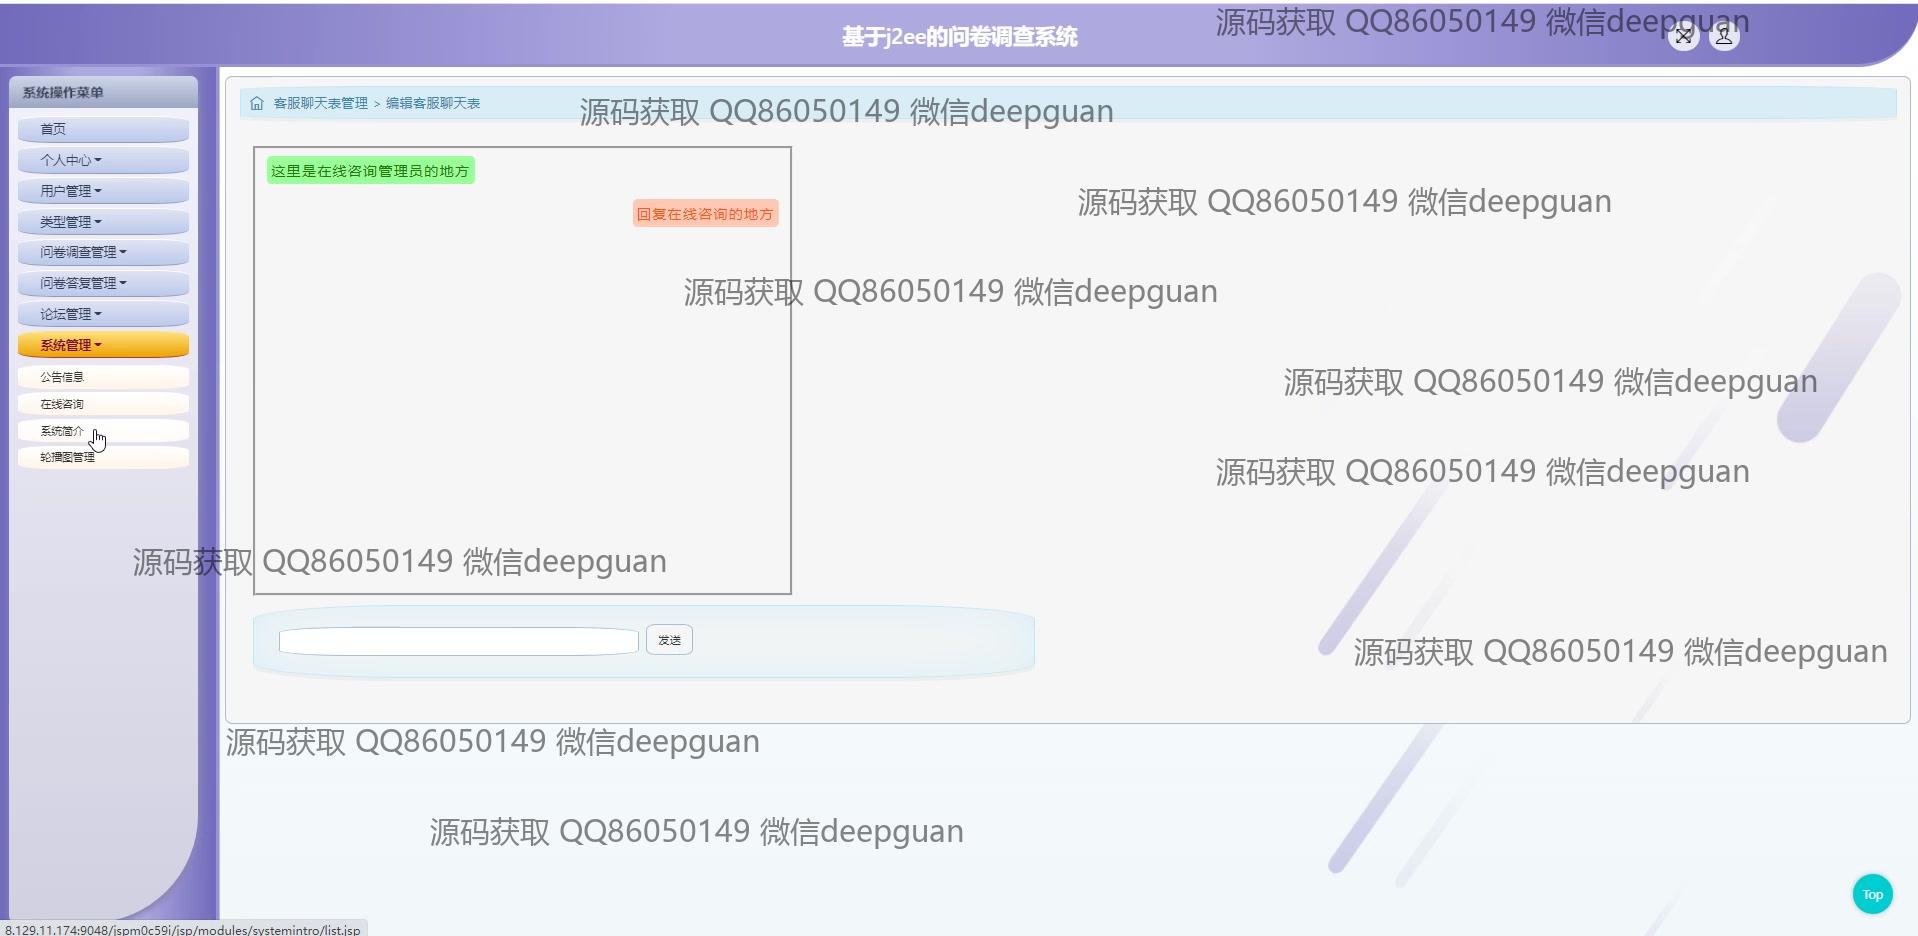 基于j2ee的问卷调查系统
源码获取 QQ86050149 微信deepguan
系统操作菜单
首页
个人中心
用户管理
类型管理
问卷调查管理
问卷答复管理
论坛管理
系统管理
公告信息
在线咨询
系统简介
轮播图管理
客服聊天表管理 > 编辑客服聊天表
源码获取 QQ86050149 微信deepguan
这里是在线咨询管理员的地方
源码获取 QQ86050149 微信deepguan
回复在线咨询的地方
源码获取 QQ86050149 微信deepguan
源码获取 QQ86050149 微信deepguan
源码获取 QQ86050149 微信deepguan
源码获取 QQ86050149 微信deepguan
发送
源码获取 QQ86050149 微信deepguan
源码获取 QQ86050149 微信deepguan
源码获取 QQ86050149 微信deepguan
Top
8.129.11.174:9048/jspm0c59i/jsp/modules/systemintro/list.jsp